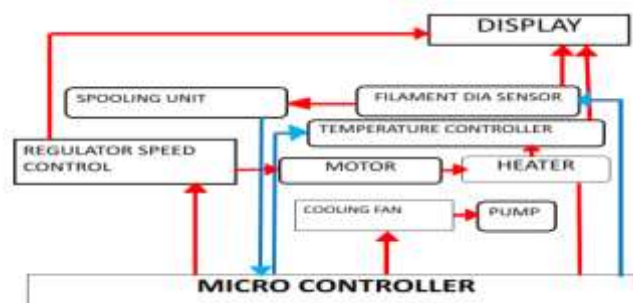 DISPLAY
SPOOLING UNIT
FILAMENT DIA SENSOR
TEMPERATURE CONTROLLER
REGULATOR SPEED
CONTROL
MOTOR
HEATER
COOLING FAN
PUMP
MICRO CONTROLLER